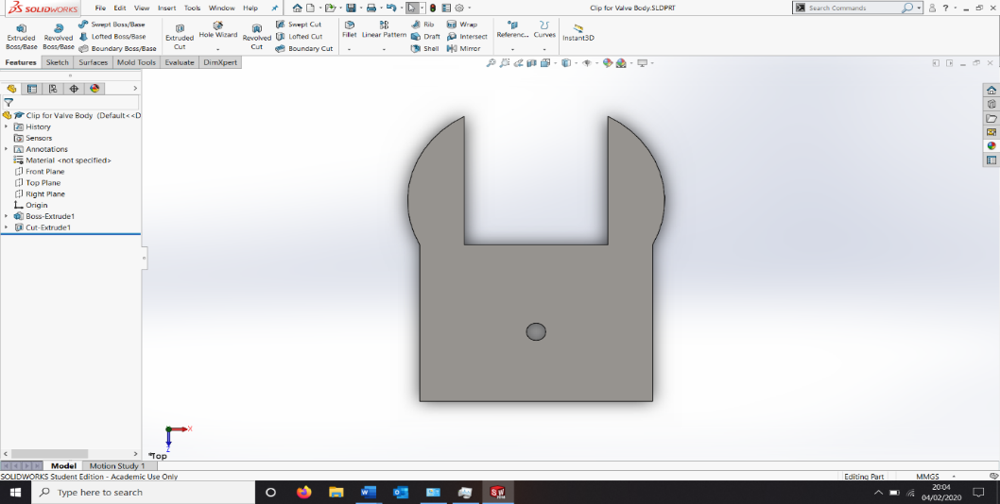 SOLIDWORKS File Edit View Insert Tools Window Help Clip for Valve Body.SLDPRT Search Commands ?
Extruded Boss/Base Revolved Boss/Base Swept Boss/Base Lofted Boss/Base Boundary Boss/Base Extruded Cut Hole Wizard Revolved Cut Swept Cut Lofted Cut Boundary Cut Fillet Linear Pattern Rib Draft Shell Wrap Intersect Mirror Referenc... Curves Instant3D
Features Sketch Surfaces Mold Tools Evaluate DimXpert
Clip for Valve Body (Default<<D
History
Sensors
Annotations
Material <not specified>
Front Plane
Top Plane
Right Plane
Origin
Boss-Extrude1
Cut-Extrude1
X
Z
*Top
Model Motion Study 1
SOLIDWORKS Student Edition - Academic Use Only Editing Part MMGS
Type here to search
20:04
04/02/2020